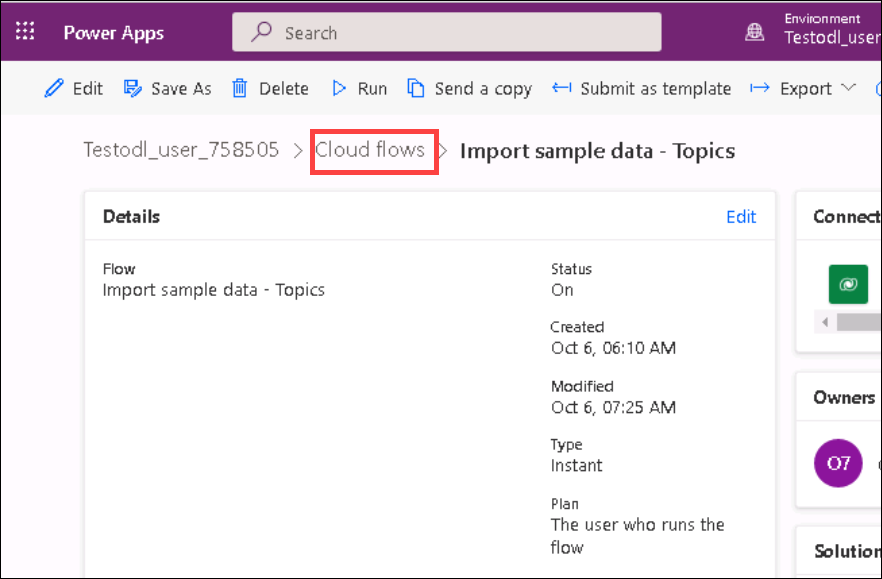 Power Apps
Search
Environment
Testodl_user
Edit Save As Delete Run Send a copy Submit as template Export
Testodl_user_758505 > Cloud flows > Import sample data - Topics
Details
Edit
Flow
Import sample data - Topics
Status
On
Created
Oct 6, 06:10 AM
Modified
Oct 6, 07:25 AM
Type
Instant
Plan
The user who runs the
flow
Connect
Owners
O7
Solution